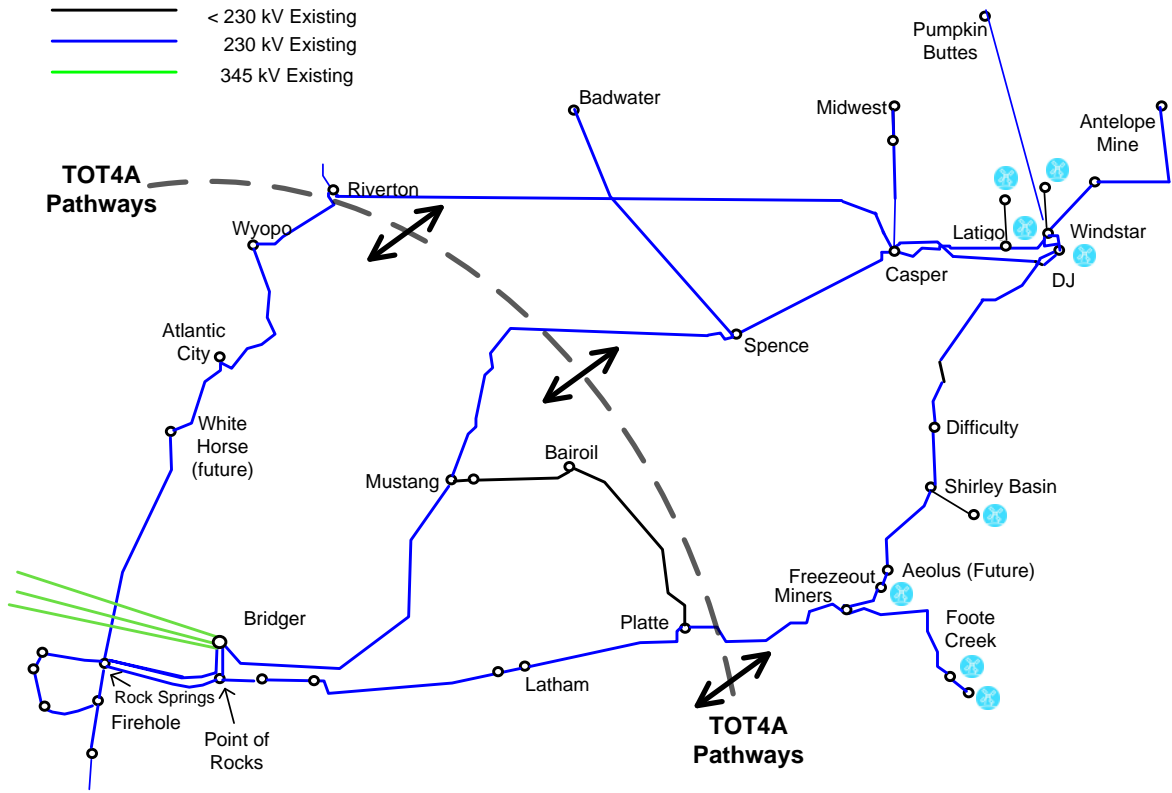 < 230 kV Existing
230 kV Existing
345 kV Existing
Pumpkin
Buttes
Badwater
Midwest
Antelope
Mine
TOT4A
Pathways
Riverton
Wyopo
Latigo
Windstar
Casper
DJ
Atlantic
City
Spence
White
Horse
(future)
Difficulty
Bairoil
Mustang
Shirley Basin
Aeolus (Future)
Freezeout
Miners
Bridger
Platte
Foote
Creek
Latham
Rock Springs
Firehole
Point of
Rocks
TOT4A
Pathways